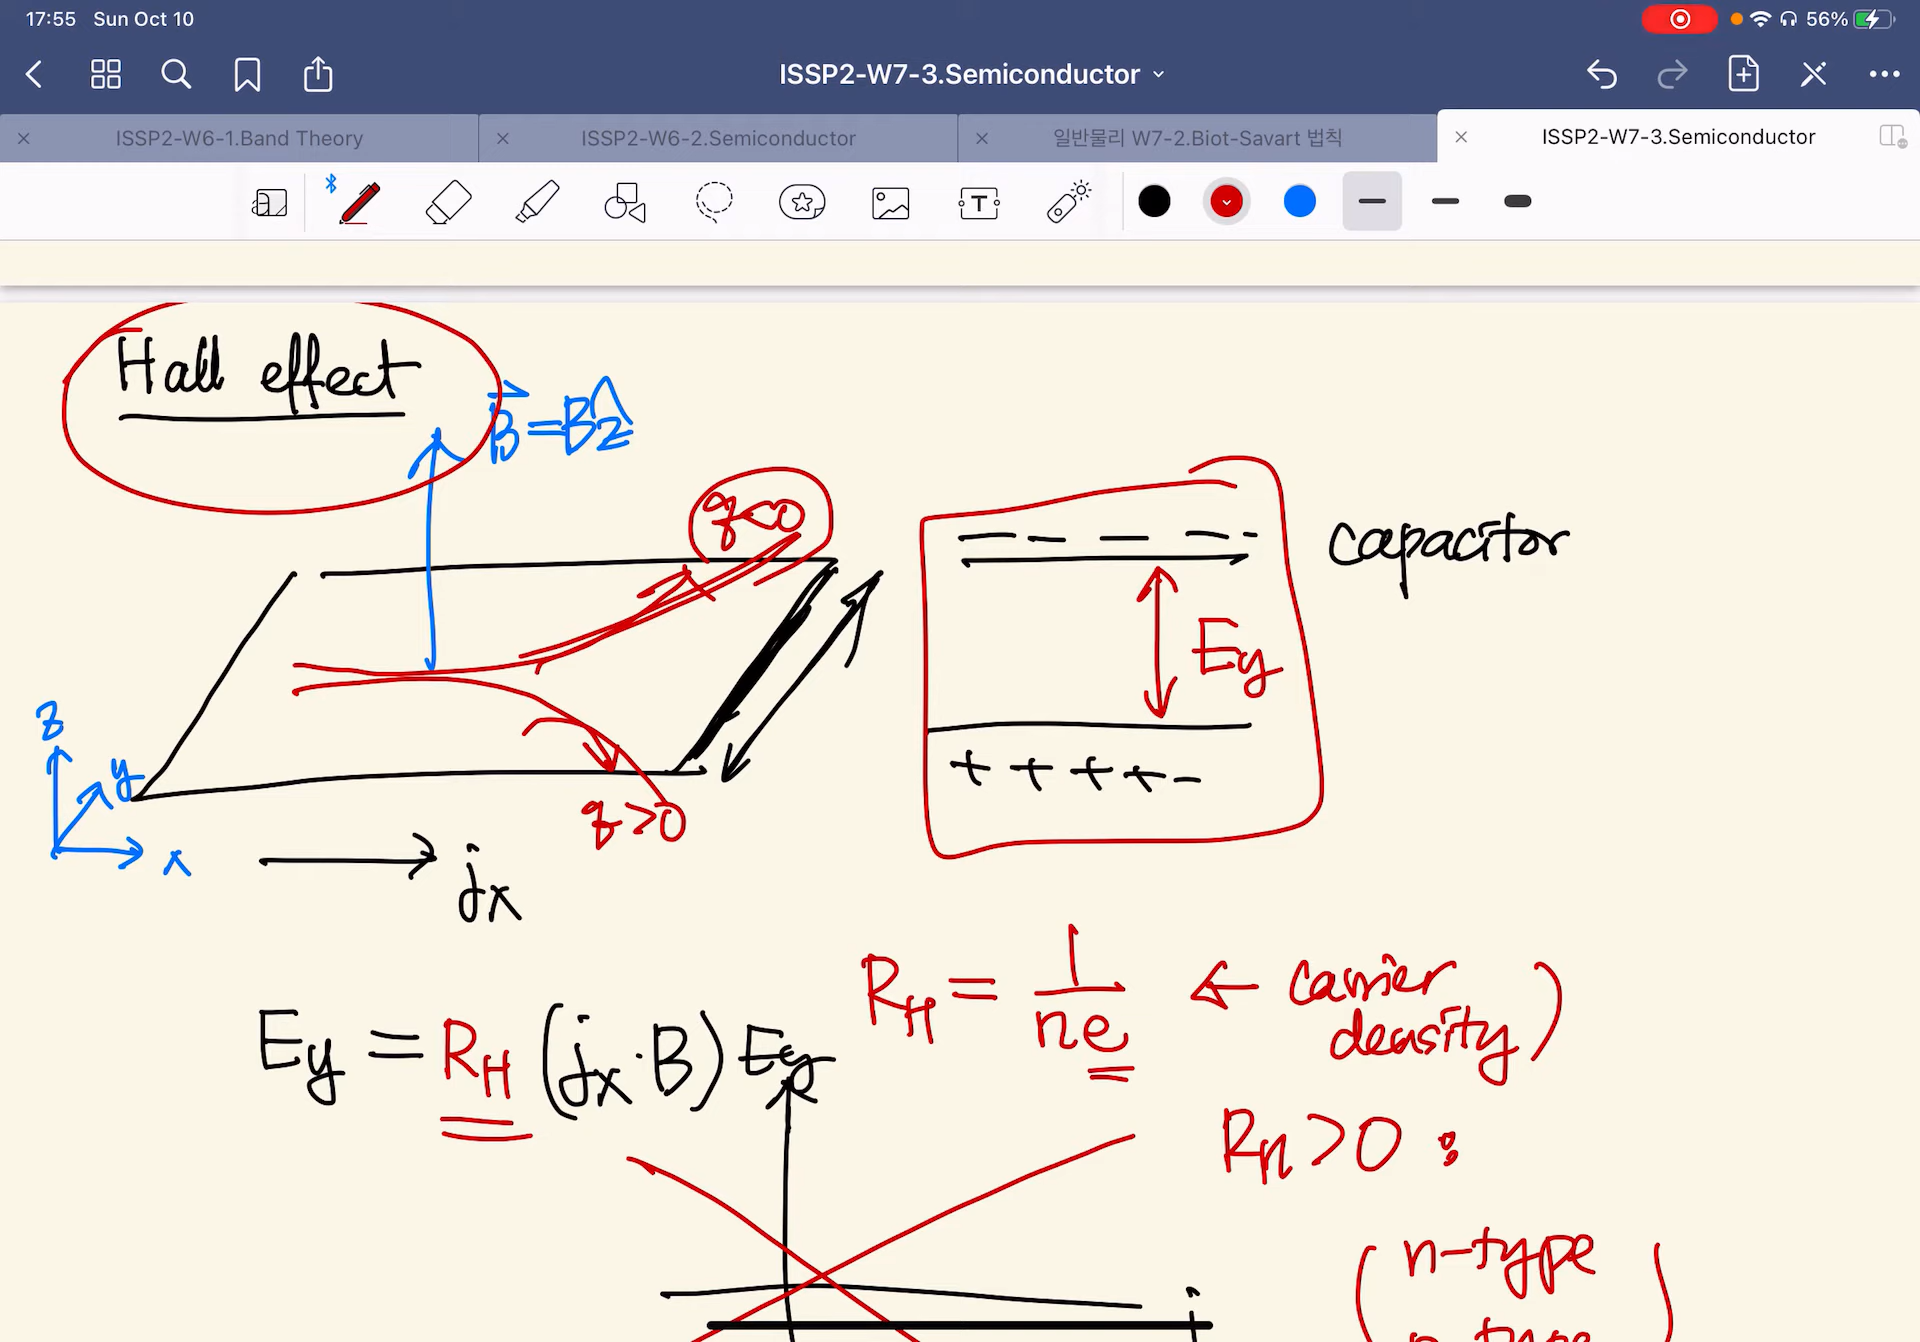 17:55 Sun Oct 10
56%
ISSP2-W7-3.Semiconductor
ISSP2-W6-1.Band Theory
ISSP2-W6-2.Semiconductor
일반물리 W7-2.Biot-Savart 법칙
ISSP2-W7-3.Semiconductor
T
Hall effect
B⃗ = Bẑ
q<0
capacitor
Ey
+ + + + -
z
y
x
q>0
jx
RH = 1/ne ← carrier
density)
Ey = RH (jx·B)
Ey
RH>0 :
j
(n-type